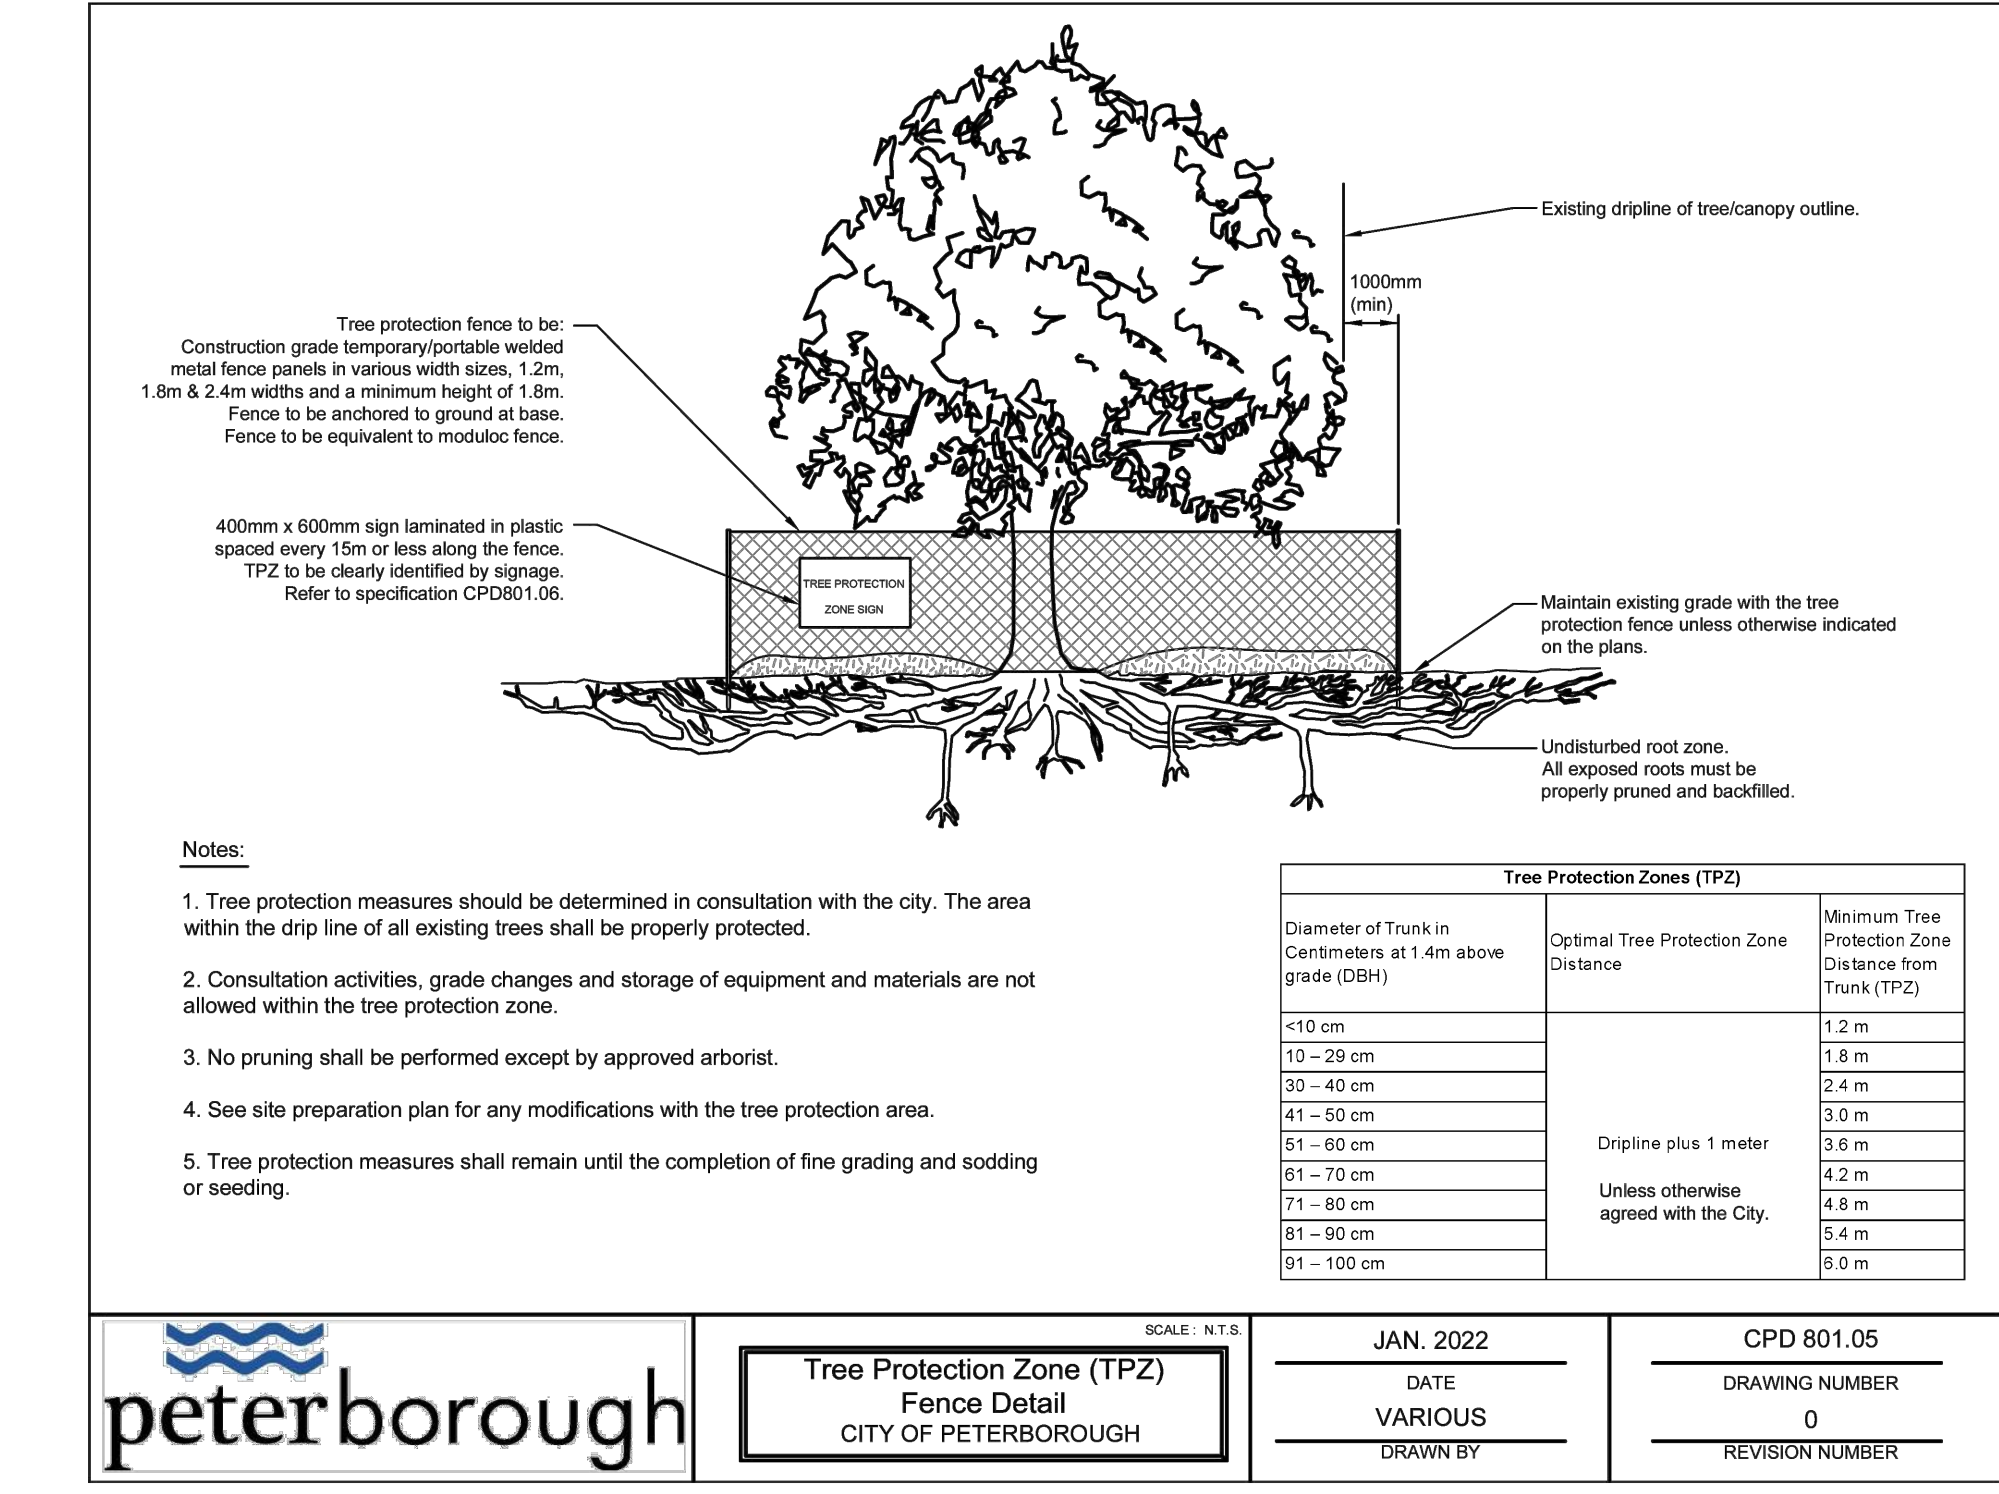 Existing dripline of tree/canopy outline.
1000mm
(min)
Tree protection fence to be:
Construction grade temporary/portable welded
metal fence panels in various width sizes, 1.2m,
1.8m & 2.4m widths and a minimum height of 1.8m.
Fence to be anchored to ground at base.
Fence to be equivalent to moduloc fence.
400mm x 600mm sign laminated in plastic
spaced every 15m or less along the fence.
TPZ to be clearly identified by signage.
Refer to specification CPD801.06.
TREE PROTECTION
ZONE SIGN
Maintain existing grade with the tree
protection fence unless otherwise indicated
on the plans.
Undisturbed root zone.
All exposed roots must be
properly pruned and backfilled.
Notes:
1. Tree protection measures should be determined in consultation with the city. The area
within the drip line of all existing trees shall be properly protected.
2. Consultation activities, grade changes and storage of equipment and materials are not
allowed within the tree protection zone.
3. No pruning shall be performed except by approved arborist.
4. See site preparation plan for any modifications with the tree protection area.
5. Tree protection measures shall remain until the completion of fine grading and sodding
or seeding.
Tree Protection Zones (TPZ)
Diameter of Trunk in
Centimeters at 1.4m above
grade (DBH)
Optimal Tree Protection Zone
Distance
Minimum Tree
Protection Zone
Distance from
Trunk (TPZ)
<10 cm
1.2 m
10 – 29 cm
1.8 m
30 – 40 cm
2.4 m
41 – 50 cm
3.0 m
51 – 60 cm
Dripline plus 1 meter
3.6 m
61 – 70 cm
4.2 m
Unless otherwise
agreed with the City.
71 – 80 cm
4.8 m
81 – 90 cm
5.4 m
91 – 100 cm
6.0 m
peterborough
SCALE : N.T.S.
Tree Protection Zone (TPZ)
Fence Detail
CITY OF PETERBOROUGH
JAN. 2022
DATE
VARIOUS
DRAWN BY
CPD 801.05
DRAWING NUMBER
0
REVISION NUMBER